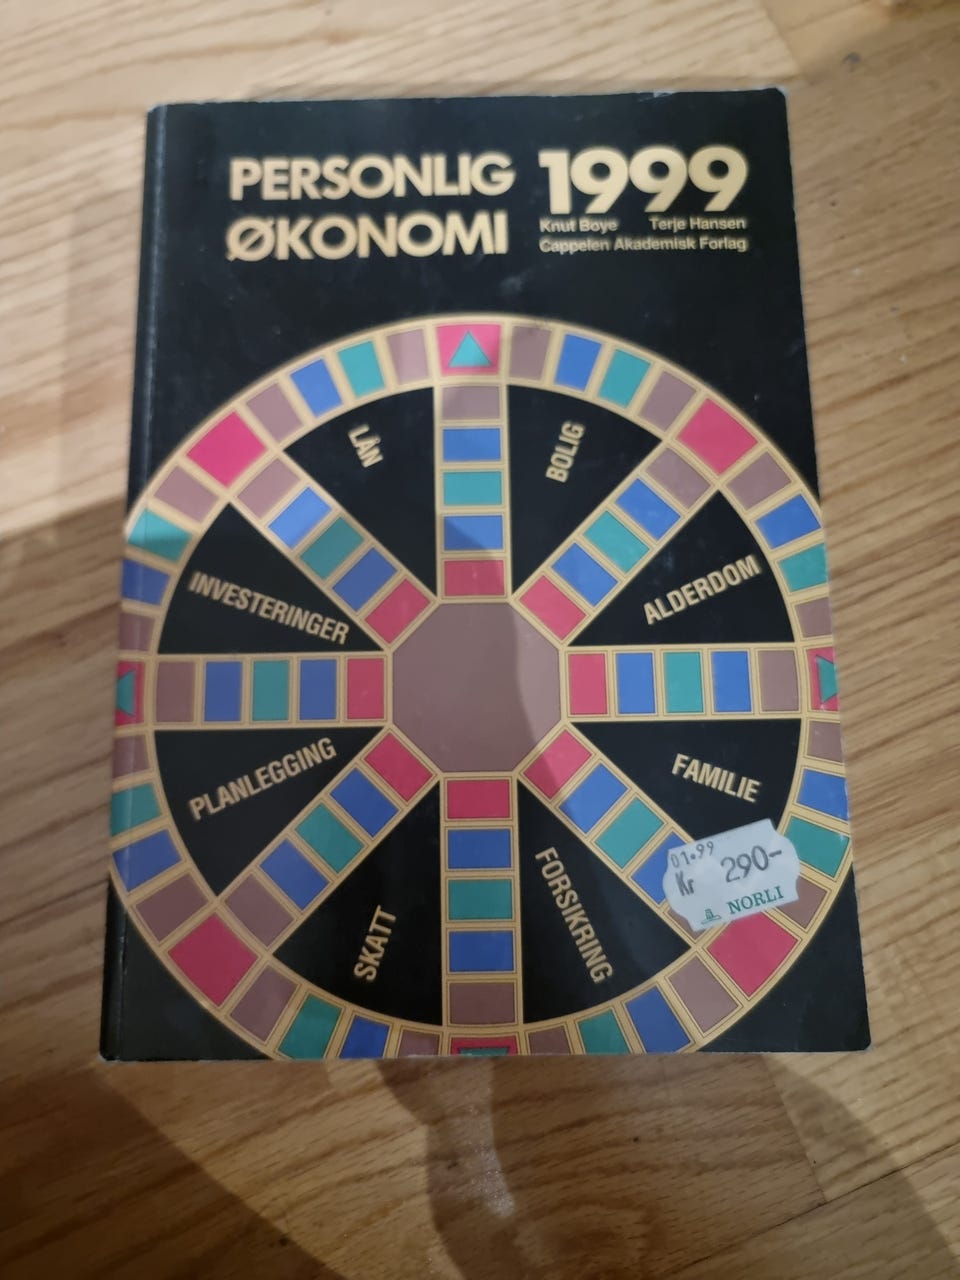 PERSONLIG 1999
ØKONOMI
Knut Boye Terje Hansen
Cappelen Akademisk Forlag
LÅN
BOLIG
INVESTERINGER
ALDERDOM
PLANLEGGING
FAMILIE
SKATT
FORSIKRING
01•99
Kr 290-
NORLI